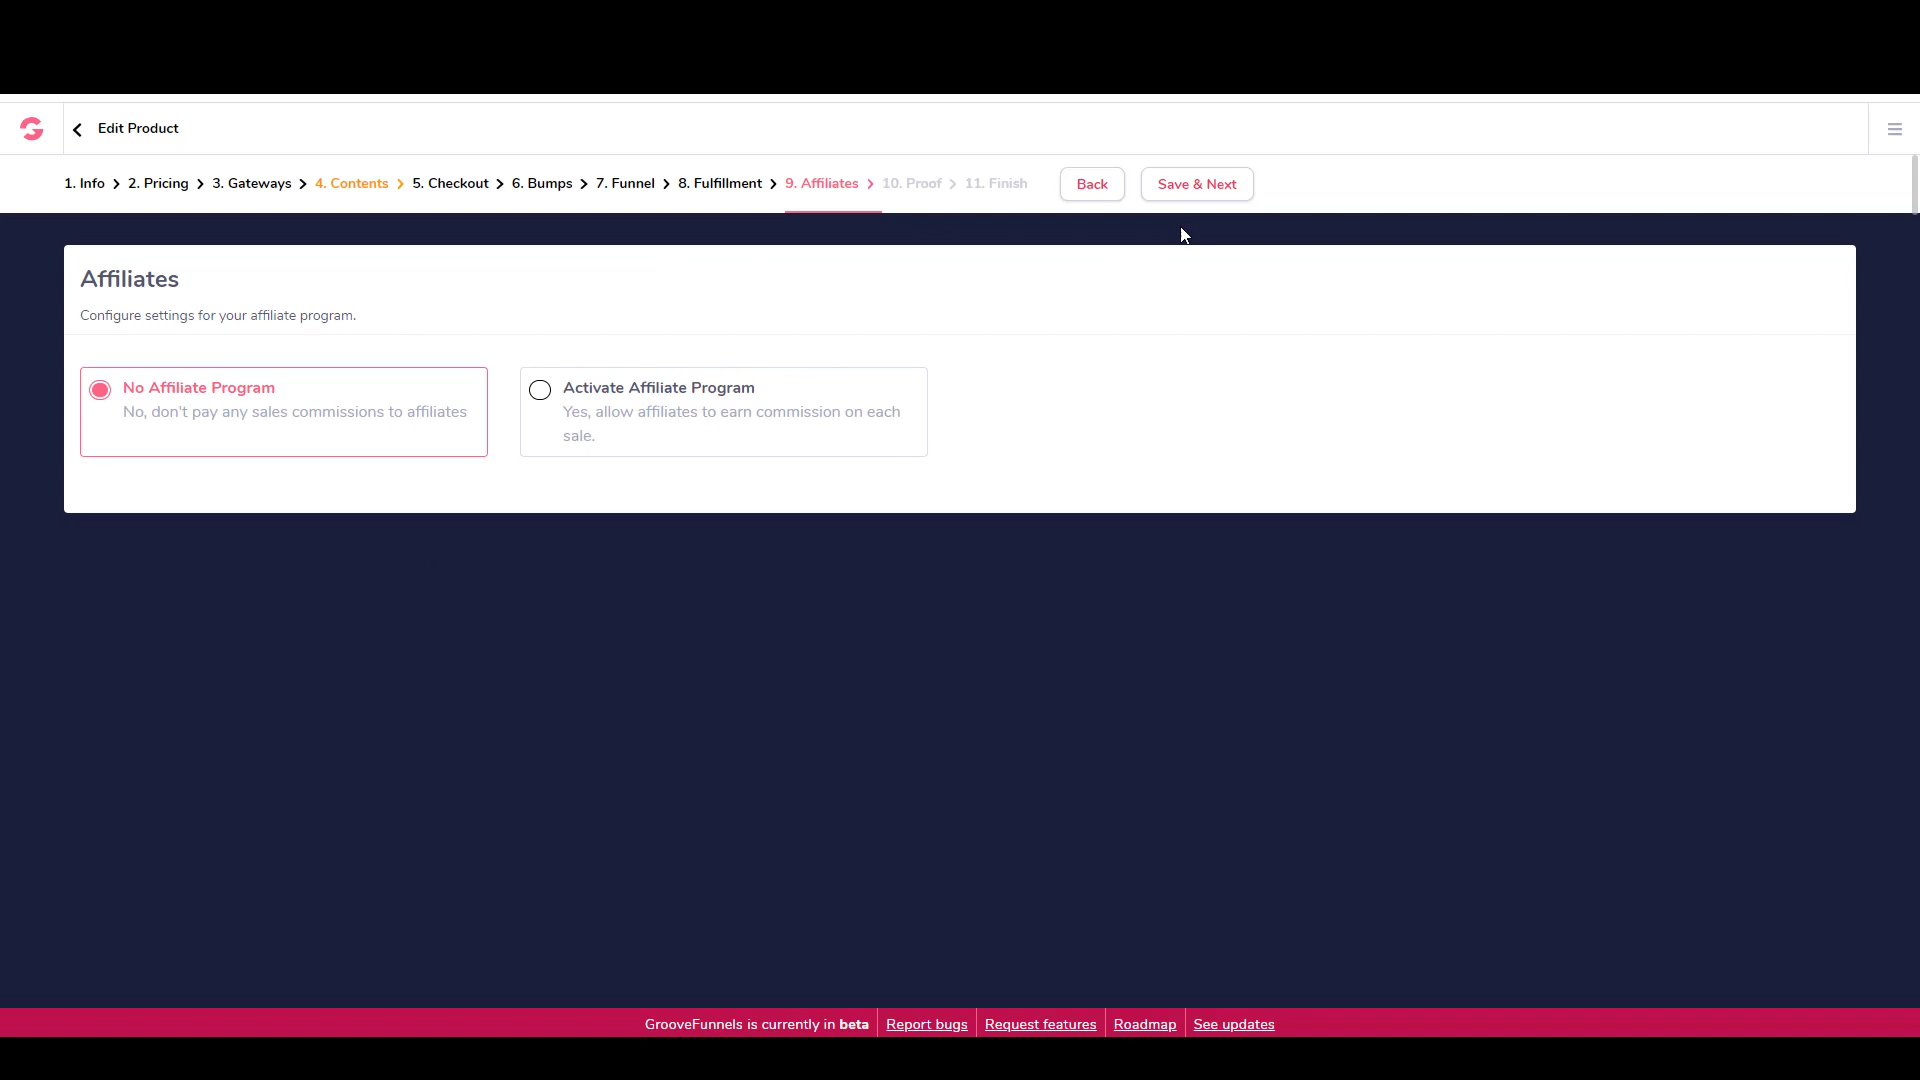 Edit Product
1. Info
2. Pricing
3. Gateways
4. Contents
5. Checkout
6. Bumps
7. Funnel
8. Fulfillment
9. Affiliates
10. Proof
11. Finish
Back
Save & Next
Affiliates
Configure settings for your affiliate program.
No Affiliate Program
No, don't pay any sales commissions to affiliates
Activate Affiliate Program
Yes, allow affiliates to earn commission on each
sale.
GrooveFunnels is currently in beta
Report bugs
Request features
Roadmap
See updates